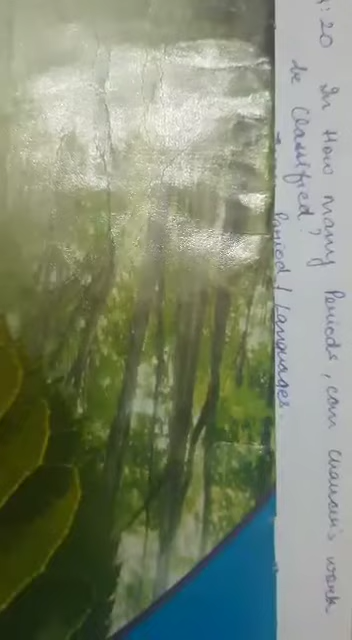 : 20 In How many Periods, can Chaucer's work
be Classified?
Period / Languages.